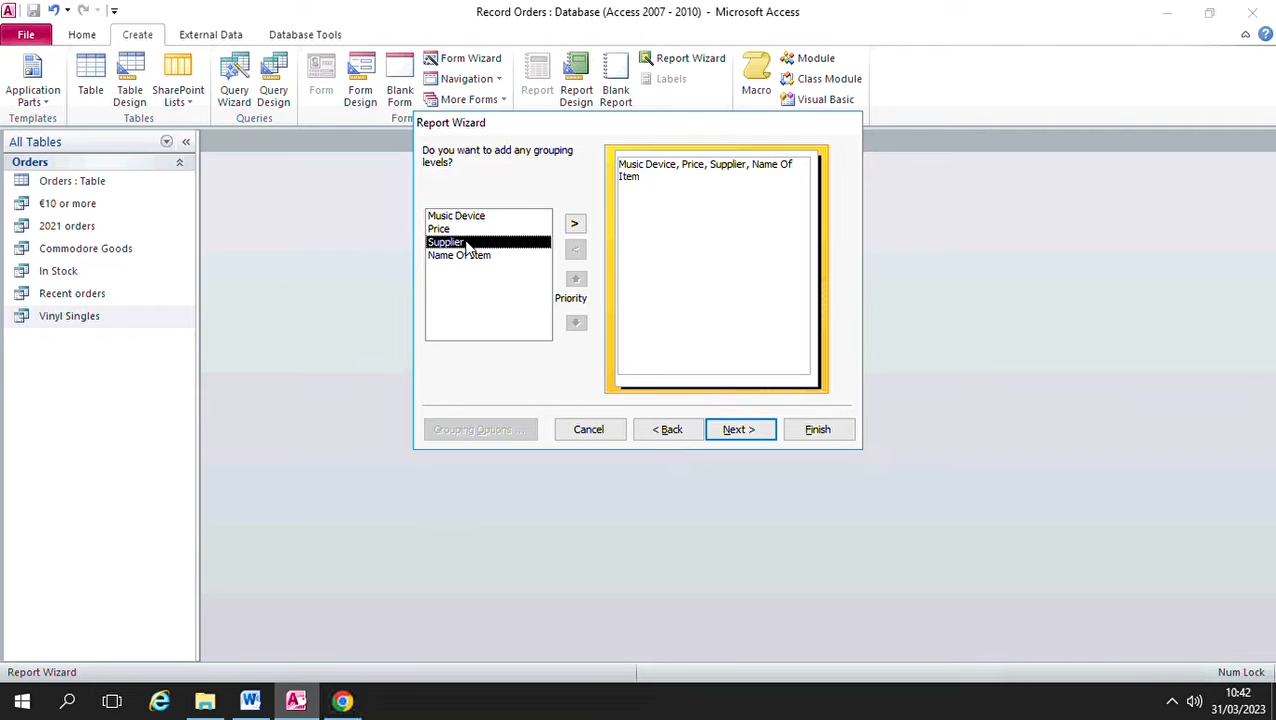 Record Orders : Database (Access 2007 - 2010) - Microsoft Access
File Home Create External Data Database Tools
Application Parts
Table
Table Design
SharePoint Lists
Query Wizard
Query Design
Form
Form Design
Blank Form
Form Wizard
Navigation
More Forms
Report
Report Design
Blank Report
Report Wizard
Labels
Macro
Module
Class Module
Visual Basic
Templates
Tables
Queries
For
All Tables
Orders
Orders : Table
€10 or more
2021 orders
Commodore Goods
In Stock
Recent orders
Vinyl Singles
Report Wizard
Do you want to add any grouping
levels?
Music Device
Price
Supplier
Name Of Item
>
<
Priority
Music Device, Price, Supplier, Name Of
Item
Grouping Options ...
Cancel
< Back
Next >
Finish
Report Wizard
Num Lock
10:42
31/03/2023